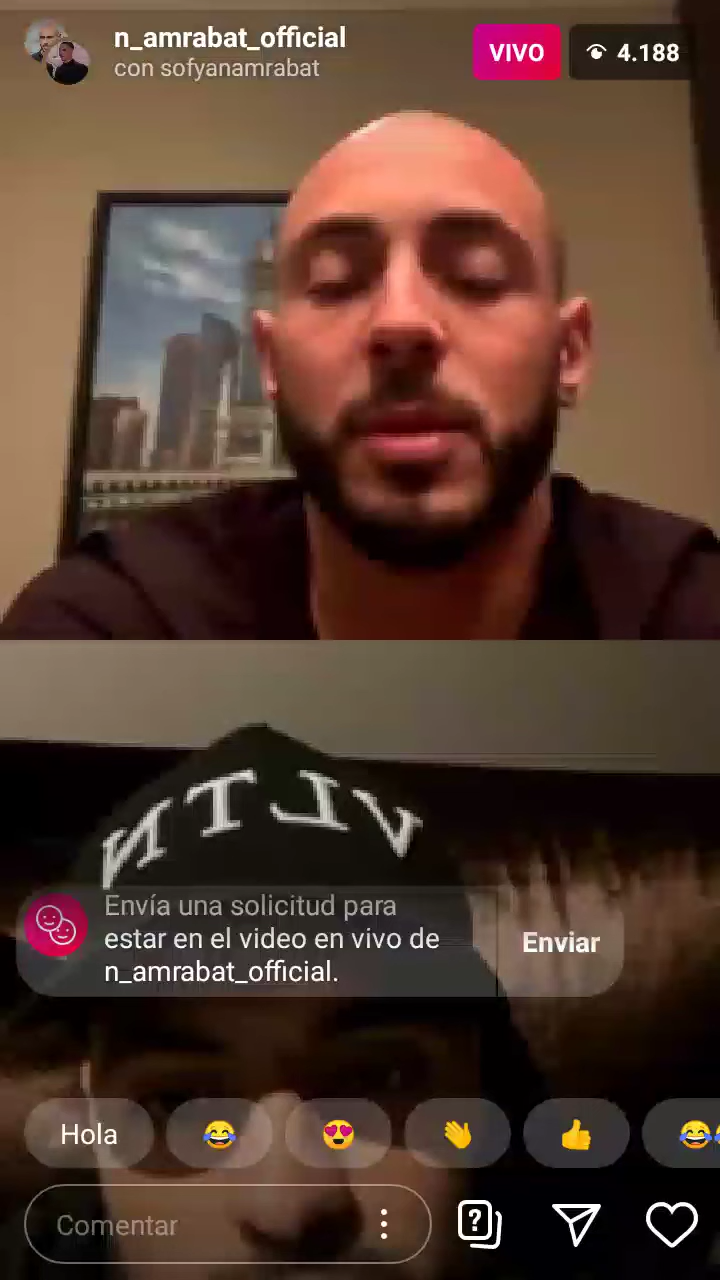 n_amrabat_official
con sofyanamrabat
VIVO
4.188
VLTN
Envía una solicitud para
estar en el video en vivo de
n_amrabat_official.
Enviar
Hola
Comentar